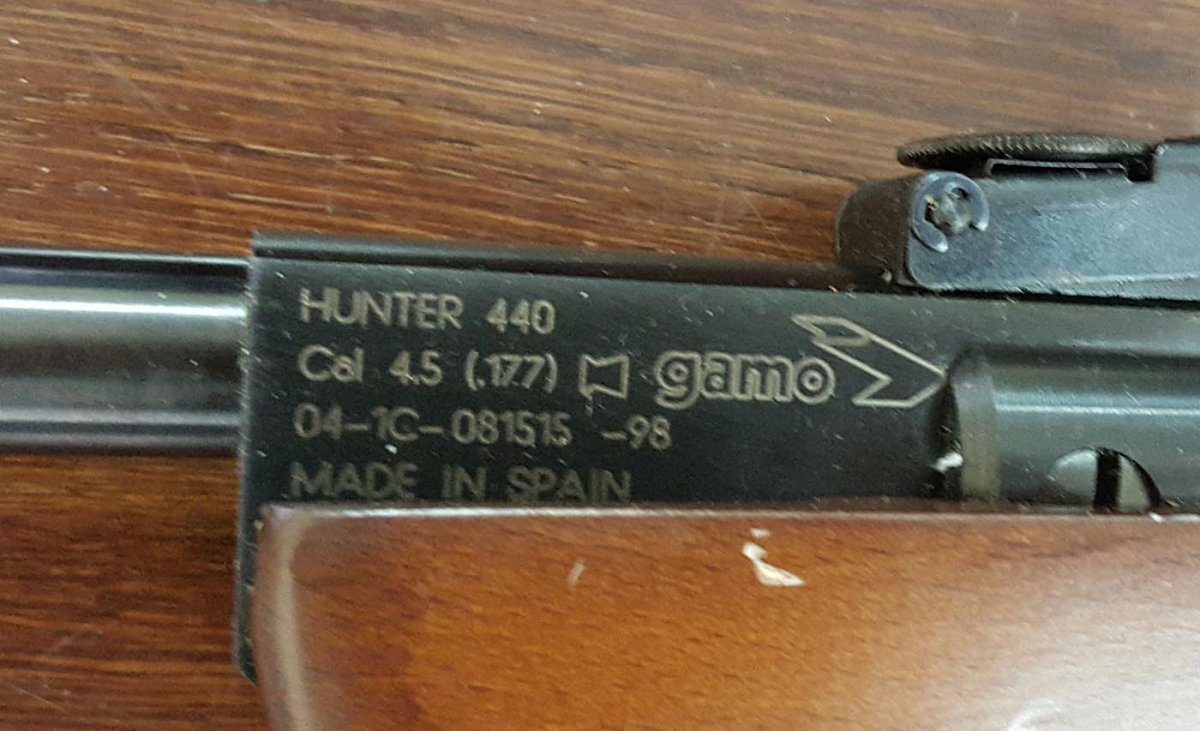 HUNTER 440
Cal 4.5 (.177) gamo
04-1C-081515 -98
MADE IN SPAIN